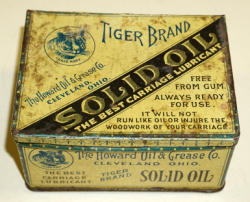 TIGER BRAND
TRADE MARK
The Howard Oil & Grease Co.
CLEVELAND,
OHIO.
SOLID OIL
THE BEST CARRIAGE LUBRICANT
FREE
FROM GUM
ALWAYS READY
FOR USE
IT WILL NOT
RUN LIKE OIL OR INJURE THE
WOODWORK OF YOUR CARRIAGE
The Howard Oil & Grease Co.
CLEVELAND, OHIO.
THE BEST
CARRIAGE
LUBRICANT
TIGER
BRAND
SOLID OIL